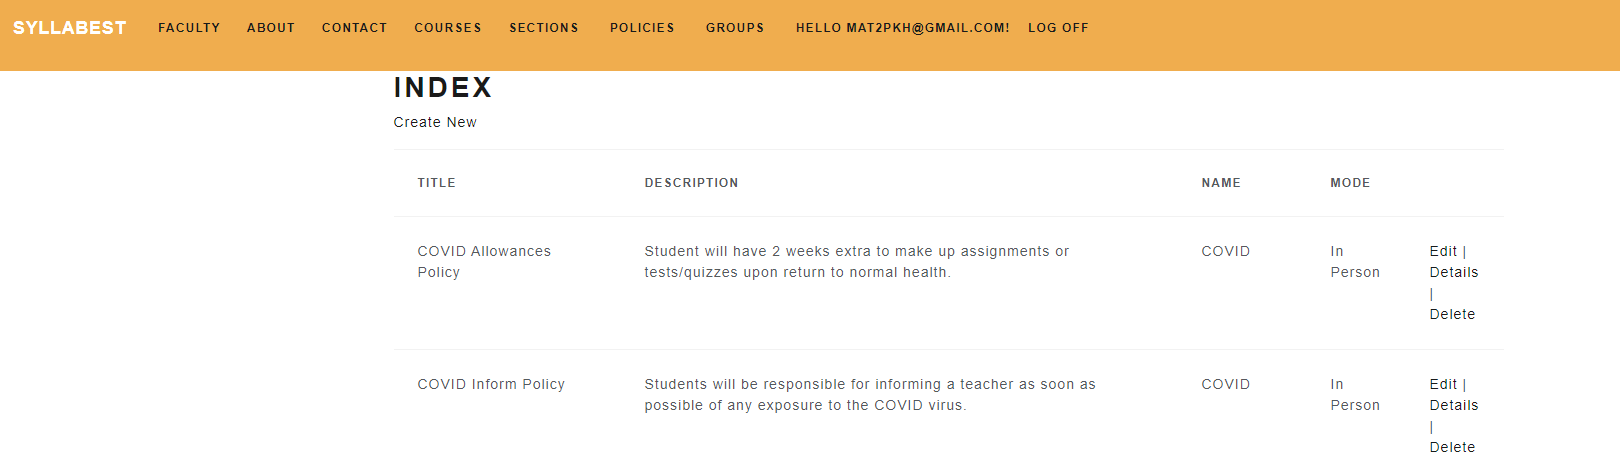 SYLLABEST FACULTY ABOUT CONTACT COURSES SECTIONS POLICIES GROUPS HELLO MAT2PKH@GMAIL.COM! LOG OFF
INDEX
Create New
TITLE DESCRIPTION NAME MODE
COVID Allowances Student will have 2 weeks extra to make up assignments or COVID In Edit |
Policy tests/quizzes upon return to normal health. Person Details
|
Delete
COVID Inform Policy Students will be responsible for informing a teacher as soon as COVID In Edit |
possible of any exposure to the COVID virus. Person Details
|
Delete